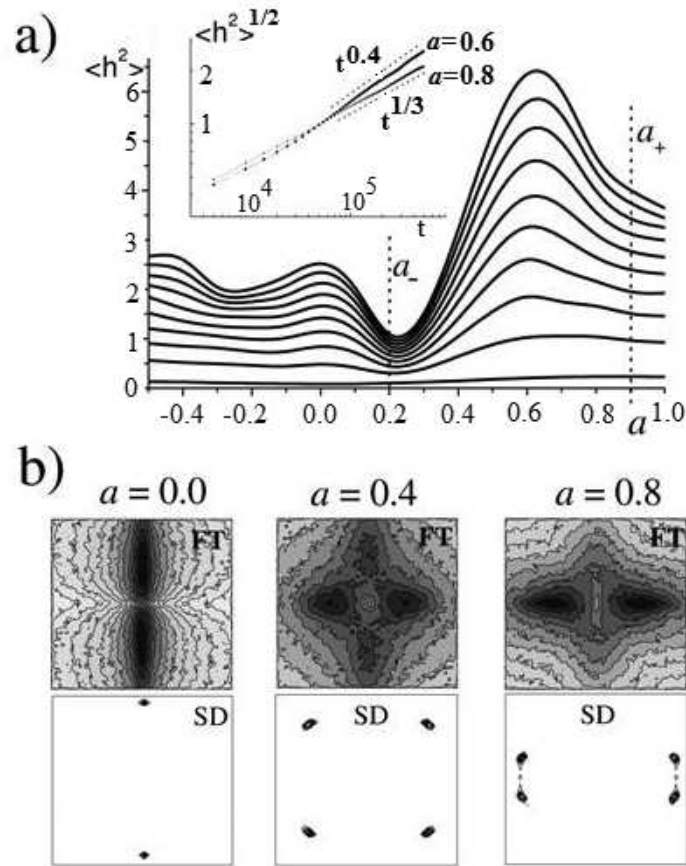 a)
<h²>
<h²>^1/2
6
5
4
3
2
1
0
2
1
t^0.4
a=0.6
a=0.8
t^1/3
10^4
10^5
t
a_-
a_+
-0.4 -0.2 0.0 0.2 0.4 0.6 0.8 a 1.0
b)
a = 0.0
a = 0.4
a = 0.8
FT
FT
FT
SD
SD
SD